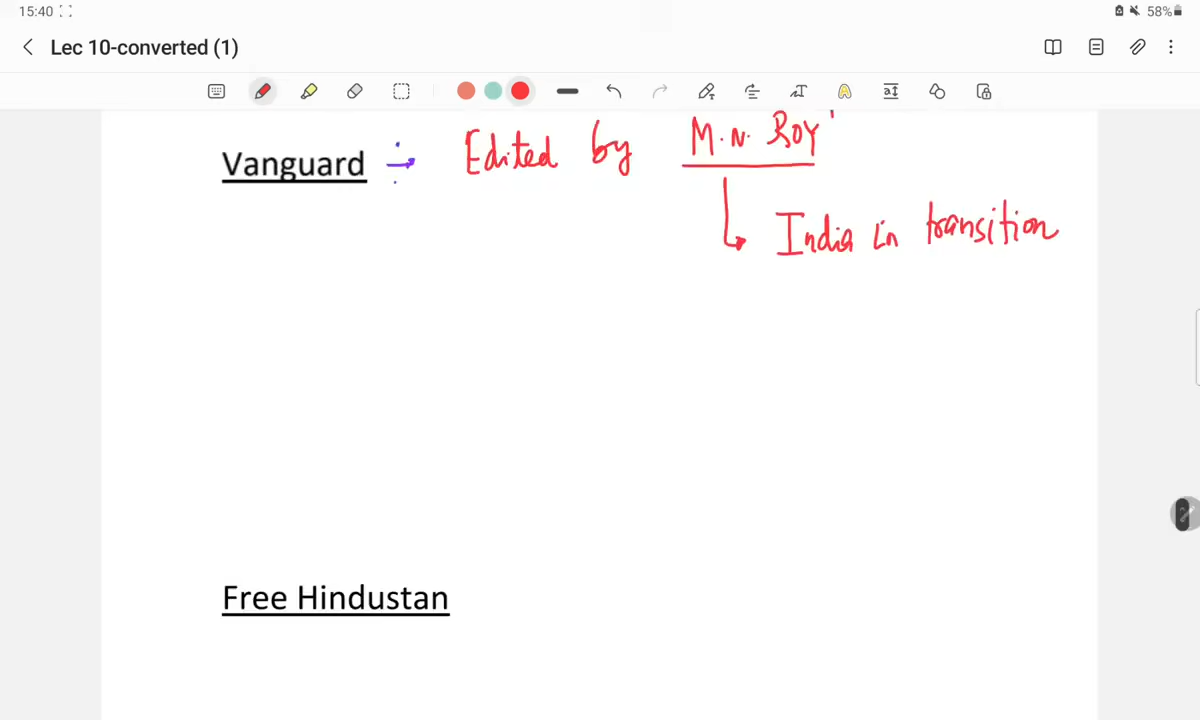 15:40
58%
Lec 10-converted (1)
Vanguard → Edited by M.N. ROY
India in transition
Free Hindustan